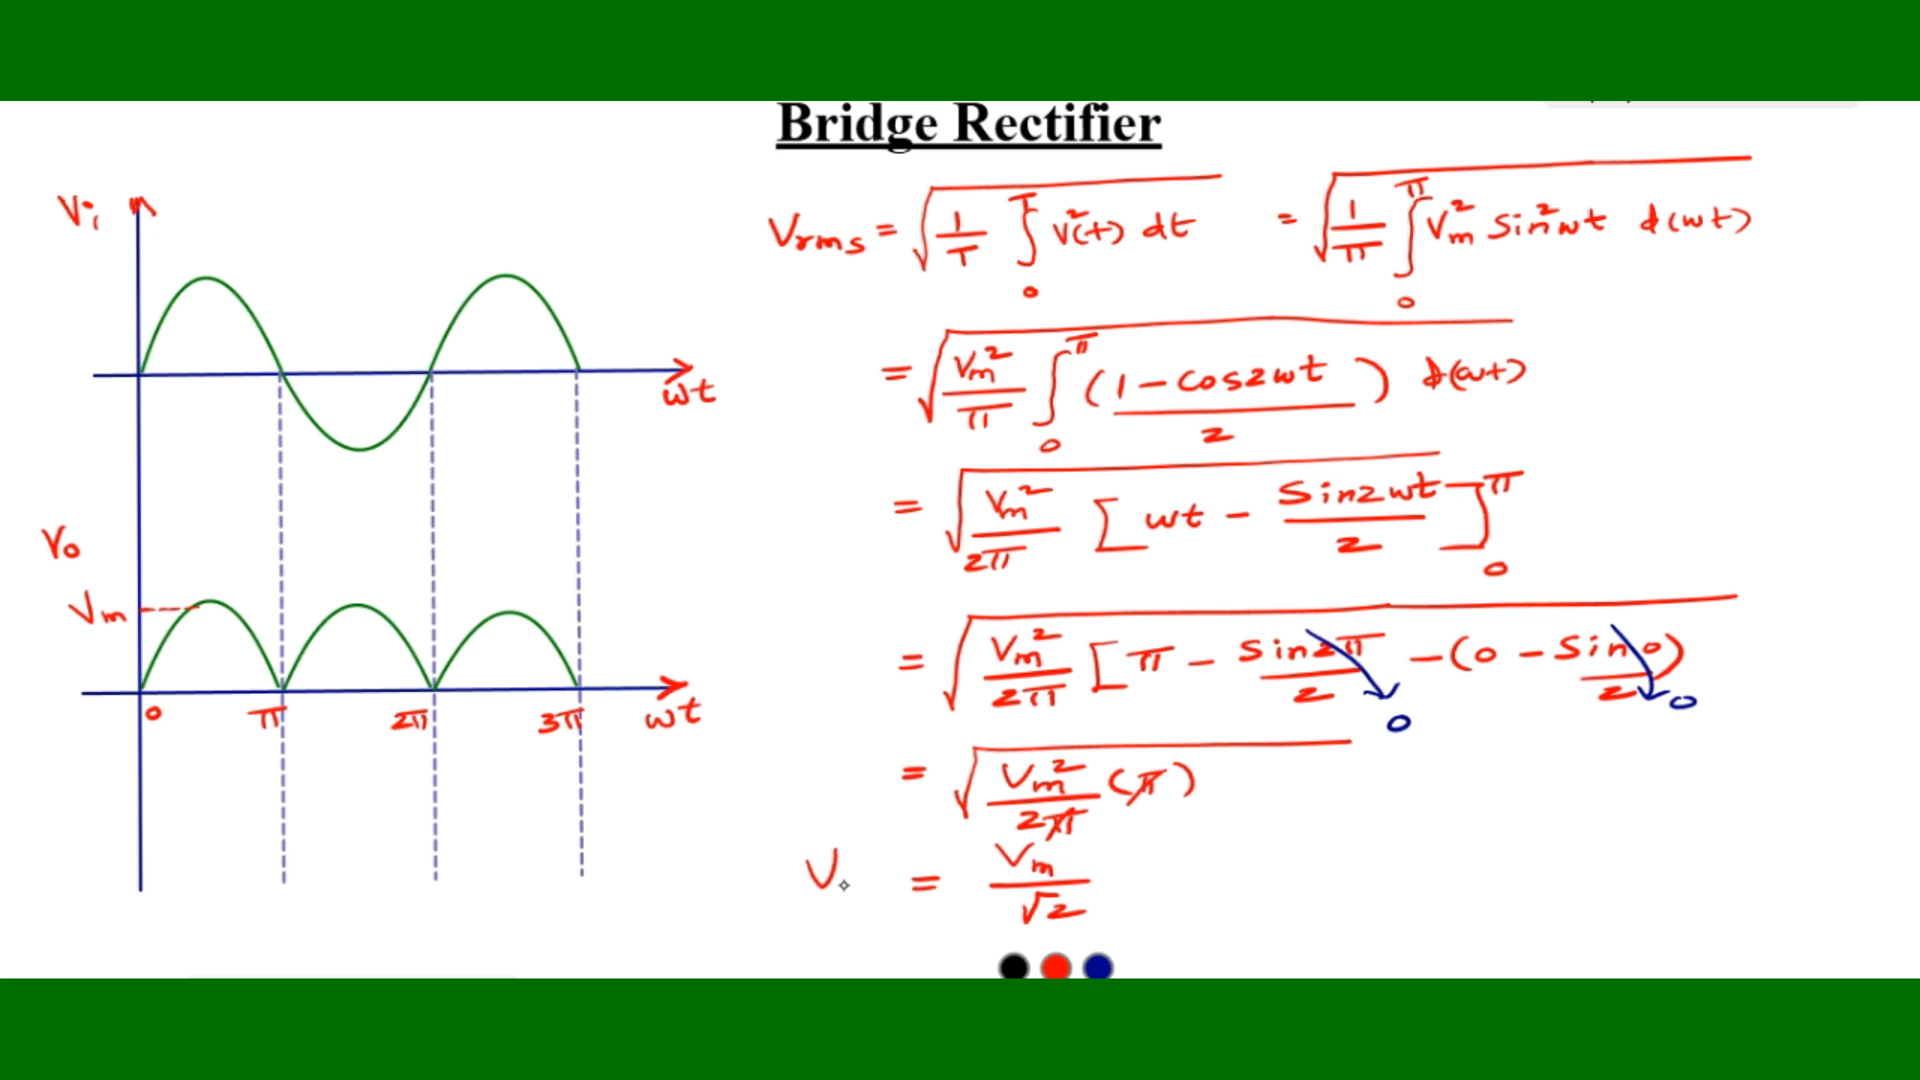 Bridge Rectifier
Vi
ωt
Vo
Vm
0 π 2π 3π ωt
Vrms = √(1/T ∫₀ᵀ v²(t) dt) = √(1/π ∫₀^π Vm² Sin²ωt d(ωt))
= √(Vm²/π ∫₀^π (1 - Cos2ωt / 2) d(ωt))
= √(Vm²/2π [ωt - Sin2ωt/2]₀^π)
= √(Vm²/2π [π - Sin2π/2 - (0 - Sin0/2)
0 0
= √(Vm²/2π (π))
V = Vm/√2